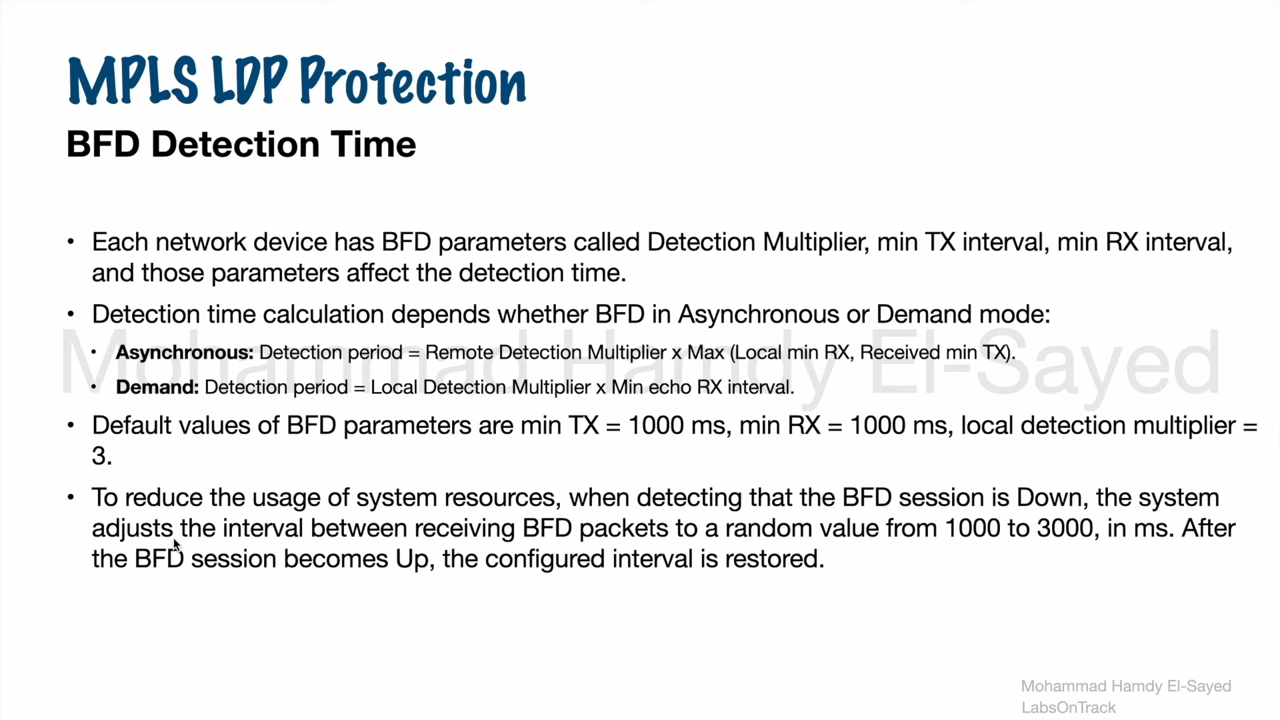 MPLS LDP Protection
BFD Detection Time
• Each network device has BFD parameters called Detection Multiplier, min TX interval, min RX interval,
and those parameters affect the detection time.
• Detection time calculation depends whether BFD in Asynchronous or Demand mode:
• Asynchronous: Detection period = Remote Detection Multiplier x Max (Local min RX, Received min TX).
• Demand: Detection period = Local Detection Multiplier x Min echo RX interval.
Mohammad Hamdy El-Sayed
• Default values of BFD parameters are min TX = 1000 ms, min RX = 1000 ms, local detection multiplier =
3.
• To reduce the usage of system resources, when detecting that the BFD session is Down, the system
adjusts the interval between receiving BFD packets to a random value from 1000 to 3000, in ms. After
the BFD session becomes Up, the configured interval is restored.
Mohammad Hamdy El-Sayed
LabsOnTrack